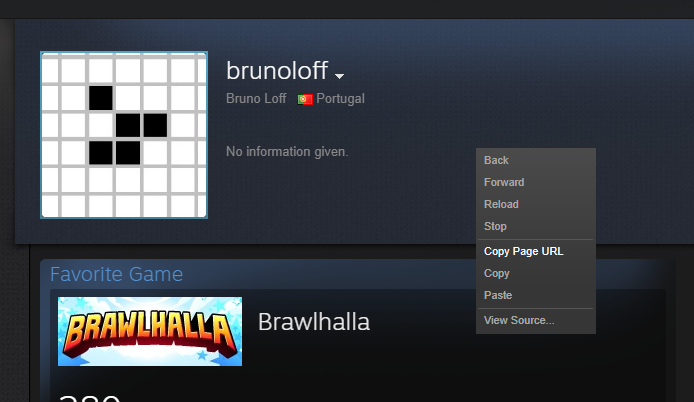 brunoloff
Bruno Loff Portugal
No information given.
Back
Forward
Reload
Stop
Copy Page URL
Copy
Paste
View Source...
Favorite Game
BRAWLHALLA
Brawlhalla